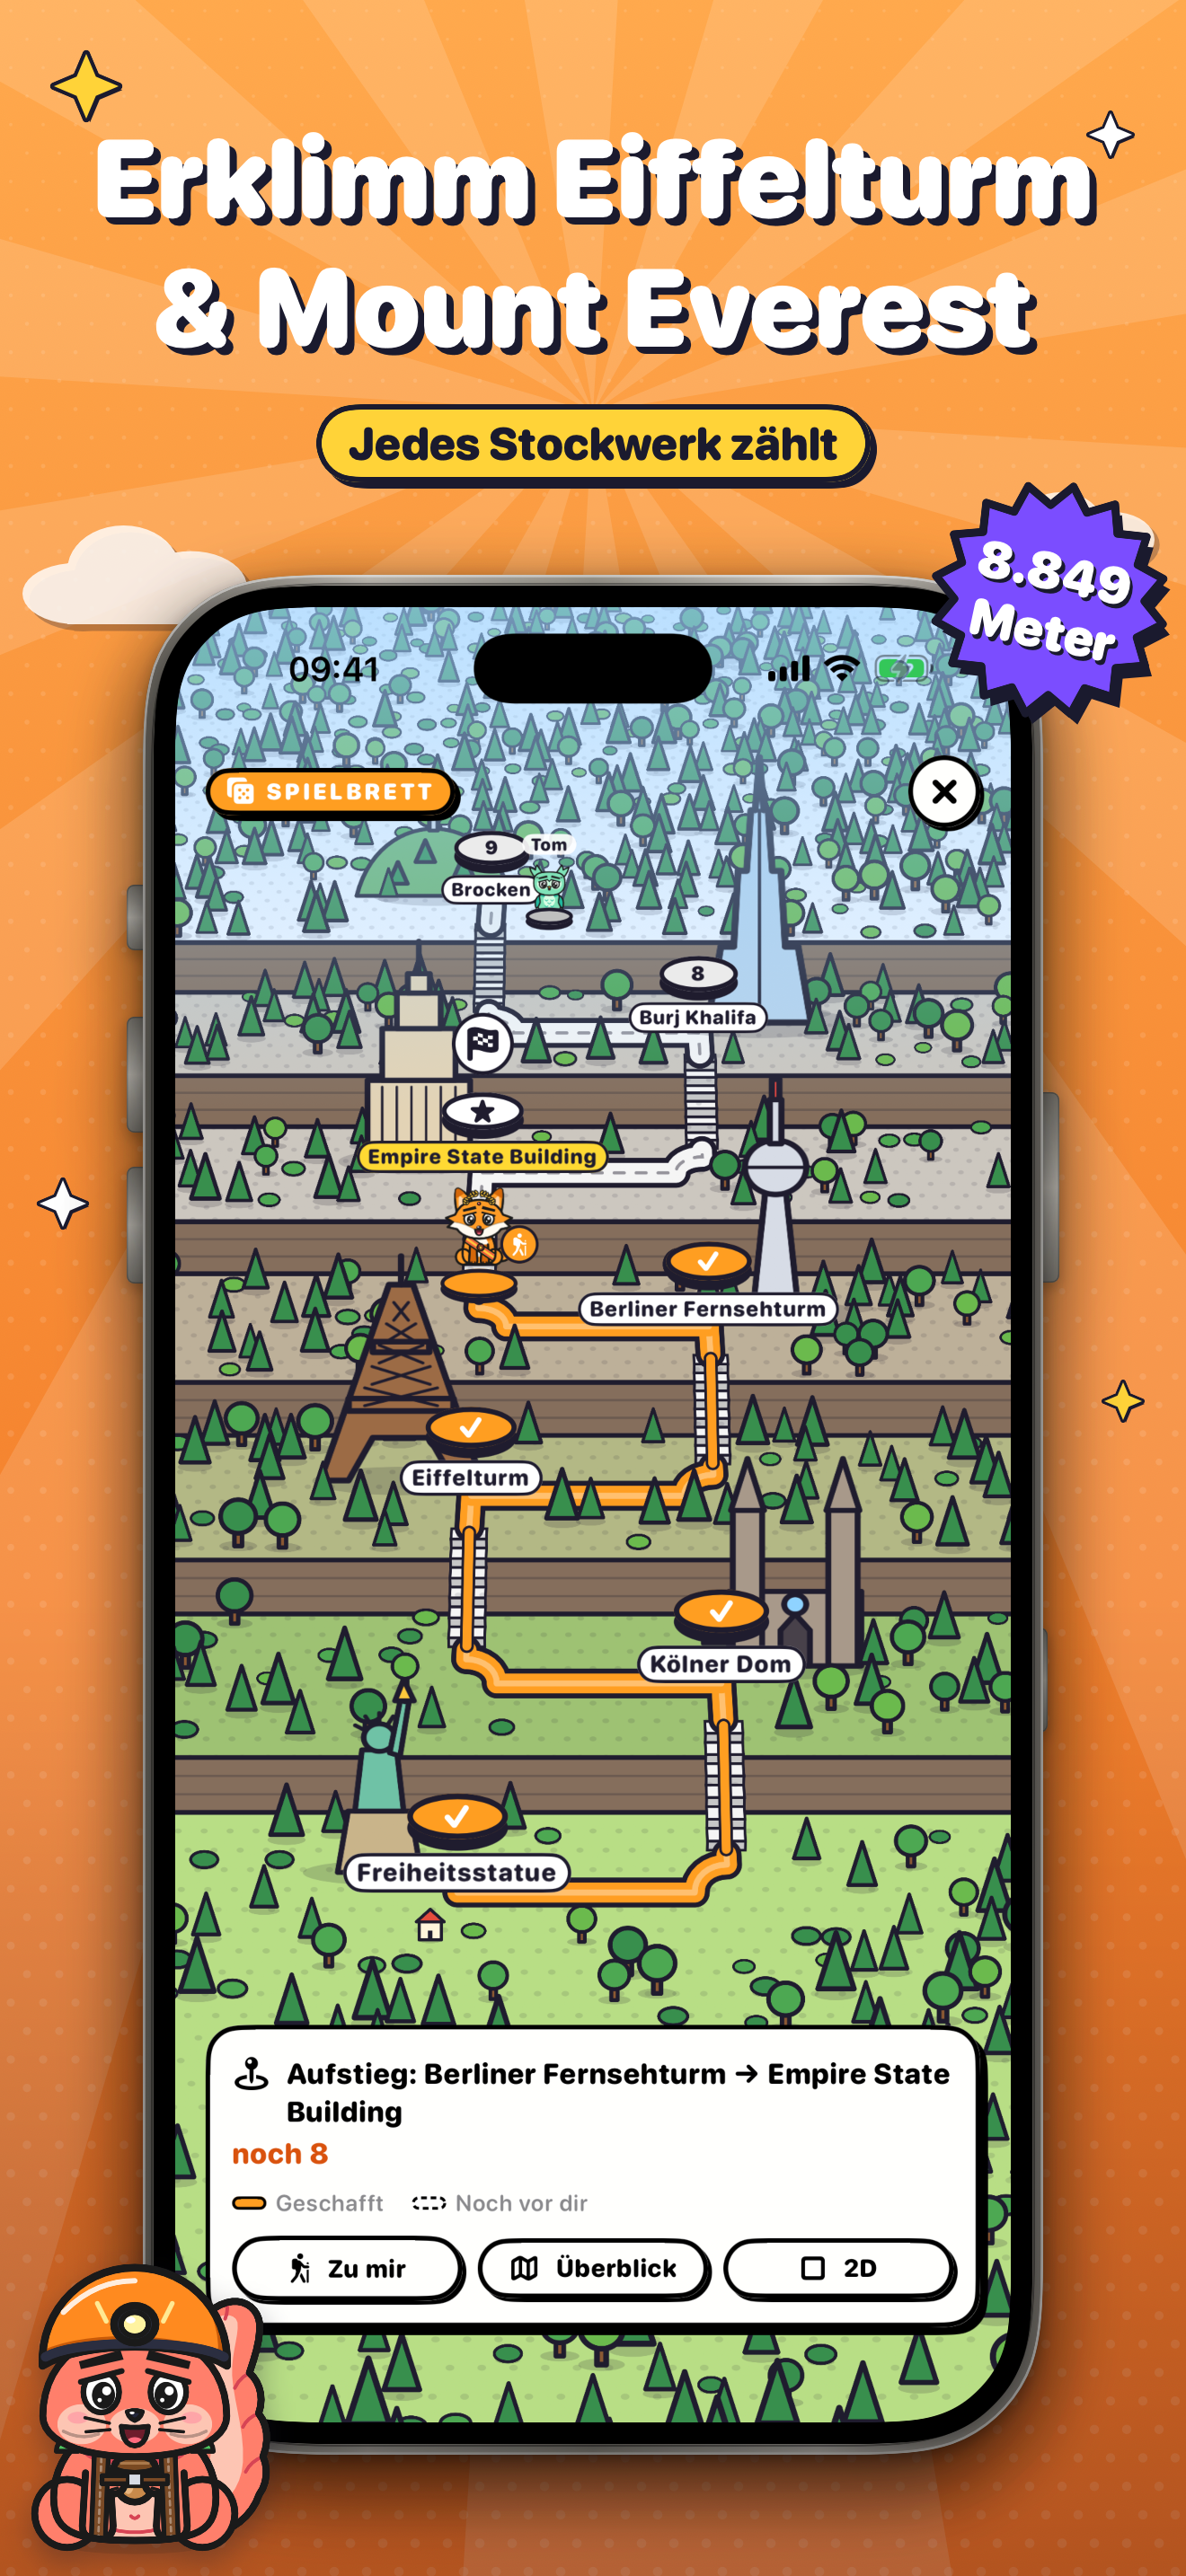 Erklimm Eiffelturm
& Mount Everest
Jedes Stockwerk zählt
8.849
Meter
09:41
SPIELBRETT
9
Tom
Brocken
8
Burj Khalifa
Empire State Building
Berliner Fernsehturm
Eiffelturm
Kölner Dom
Freiheitsstatue
Aufstieg: Berliner Fernsehturm → Empire State
Building
noch 8
Geschafft
Noch vor dir
Zu mir
Überblick
2D